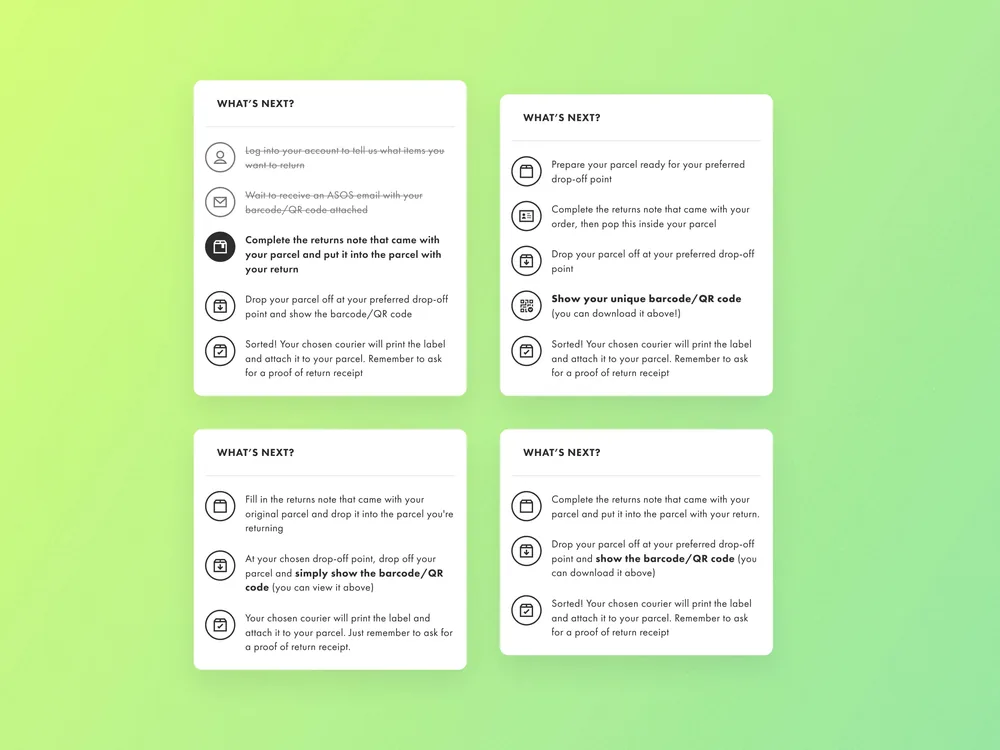 WHAT’S NEXT?
Log into your account to tell us what items you
want to return
Wait to receive an ASOS email with your
barcode/QR code attached
Complete the returns note that came with
your parcel and put it into the parcel with
your return
Drop your parcel off at your preferred drop-off
point and show the barcode/QR code
Sorted! Your chosen courier will print the label
and attach it to your parcel. Remember to ask
for a proof of return receipt
WHAT’S NEXT?
Prepare your parcel ready for your preferred
drop-off point
Complete the returns note that came with your
order, then pop this inside your parcel
Drop your parcel off at your preferred drop-off
point
Show your unique barcode/QR code
(you can download it above!)
Sorted! Your chosen courier will print the label
and attach it to your parcel. Remember to ask
for a proof of return receipt
WHAT’S NEXT?
Fill in the returns note that came with your
original parcel and drop it into the parcel you're
returning
At your chosen drop-off point, drop off your
parcel and simply show the barcode/QR
code (you can view it above)
Your chosen courier will print the label and
attach it to your parcel. Just remember to ask for
a proof of return receipt.
WHAT’S NEXT?
Complete the returns note that came with your
parcel and put it into the parcel with your return.
Drop your parcel off at your preferred drop-off
point and show the barcode/QR code (you
can download it above)
Sorted! Your chosen courier will print the label
and attach it to your parcel. Remember to ask
for a proof of return receipt